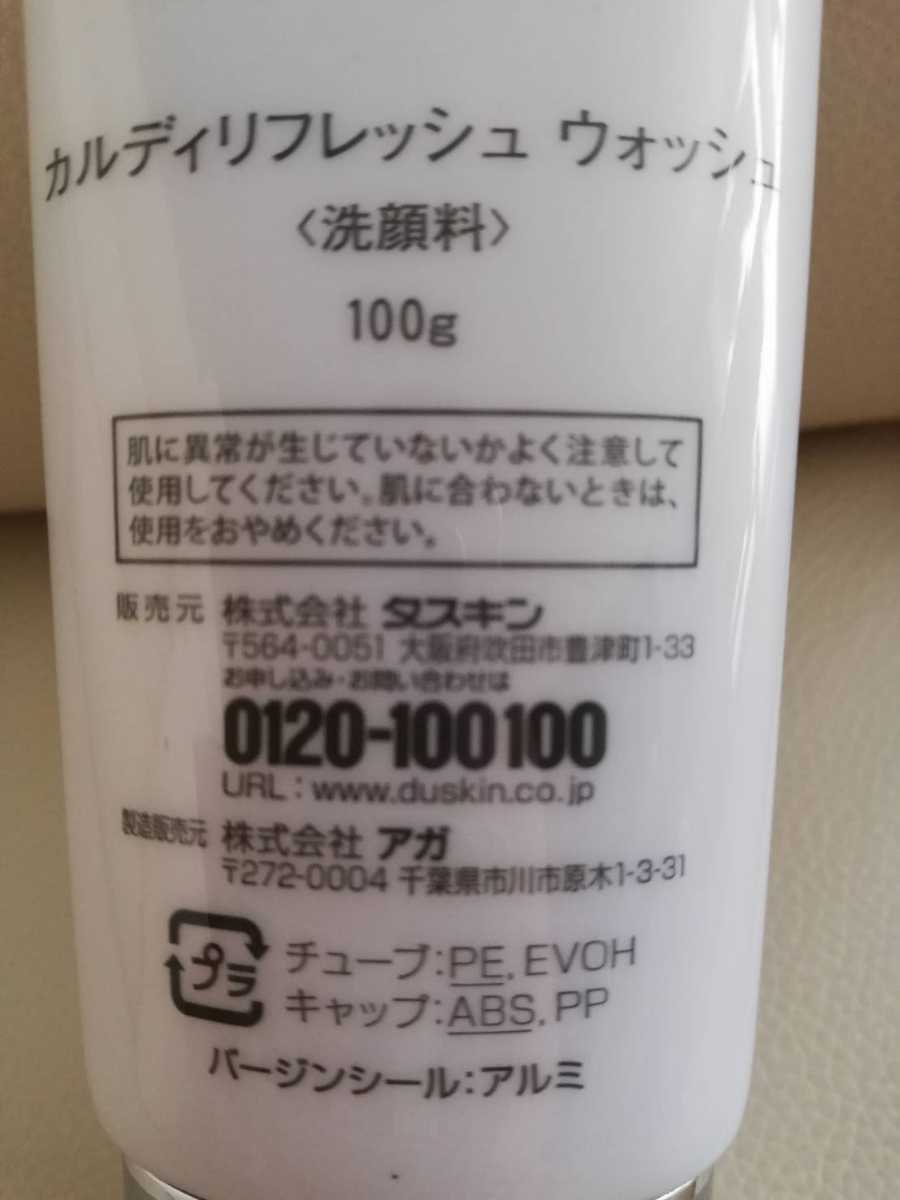 カルディリフレッシュ ウォッシュ
〈洗顔料〉
100g
肌に異常が生じていないかよく注意して
使用してください。肌に合わないときは、
使用をおやめください。
販売元 株式会社 ダスキン
〒564-0051 大阪府吹田市豊津町1-33
お申し込み・お問い合わせは
0120-100100
URL：www.duskin.co.jp
製造販売元 株式会社 アガ
〒272-0004 千葉県市川市原木1-3-31
プラ
チューブ：PE, EVOH
キャップ：ABS, PP
バージンシール：アルミ